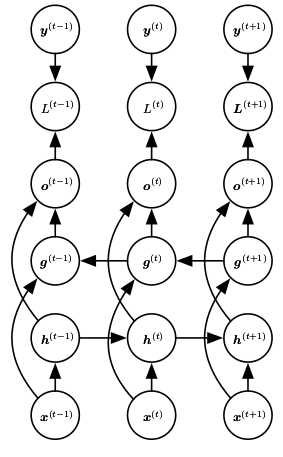 y(t−1) y(t) y(t+1)
L(t−1) L(t) L(t+1)
o(t−1) o(t) o(t+1)
g(t−1) g(t) g(t+1)
h(t−1) h(t) h(t+1)
x(t−1) x(t) x(t+1)